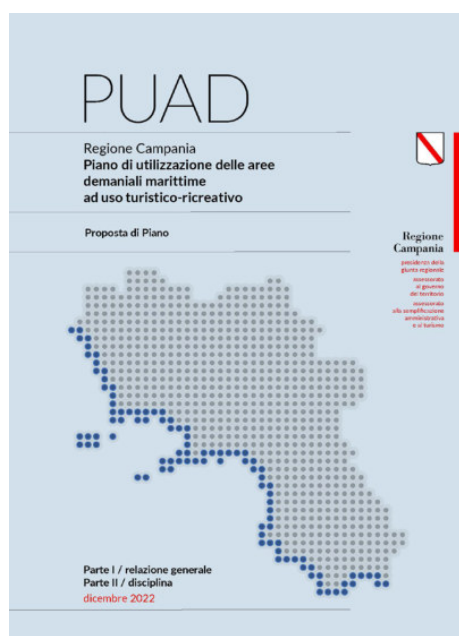 PUAD
Regione Campania
Piano di utilizzazione delle aree
demaniali marittime
ad uso turistico-ricreativo
Proposta di Piano
Regione
Campania
presidenza della
giunta regionale
assessorato
al governo
del territorio
assessorato
alla semplificazione
amministrativa
e al turismo
Parte I / relazione generale
Parte II / disciplina
dicembre 2022